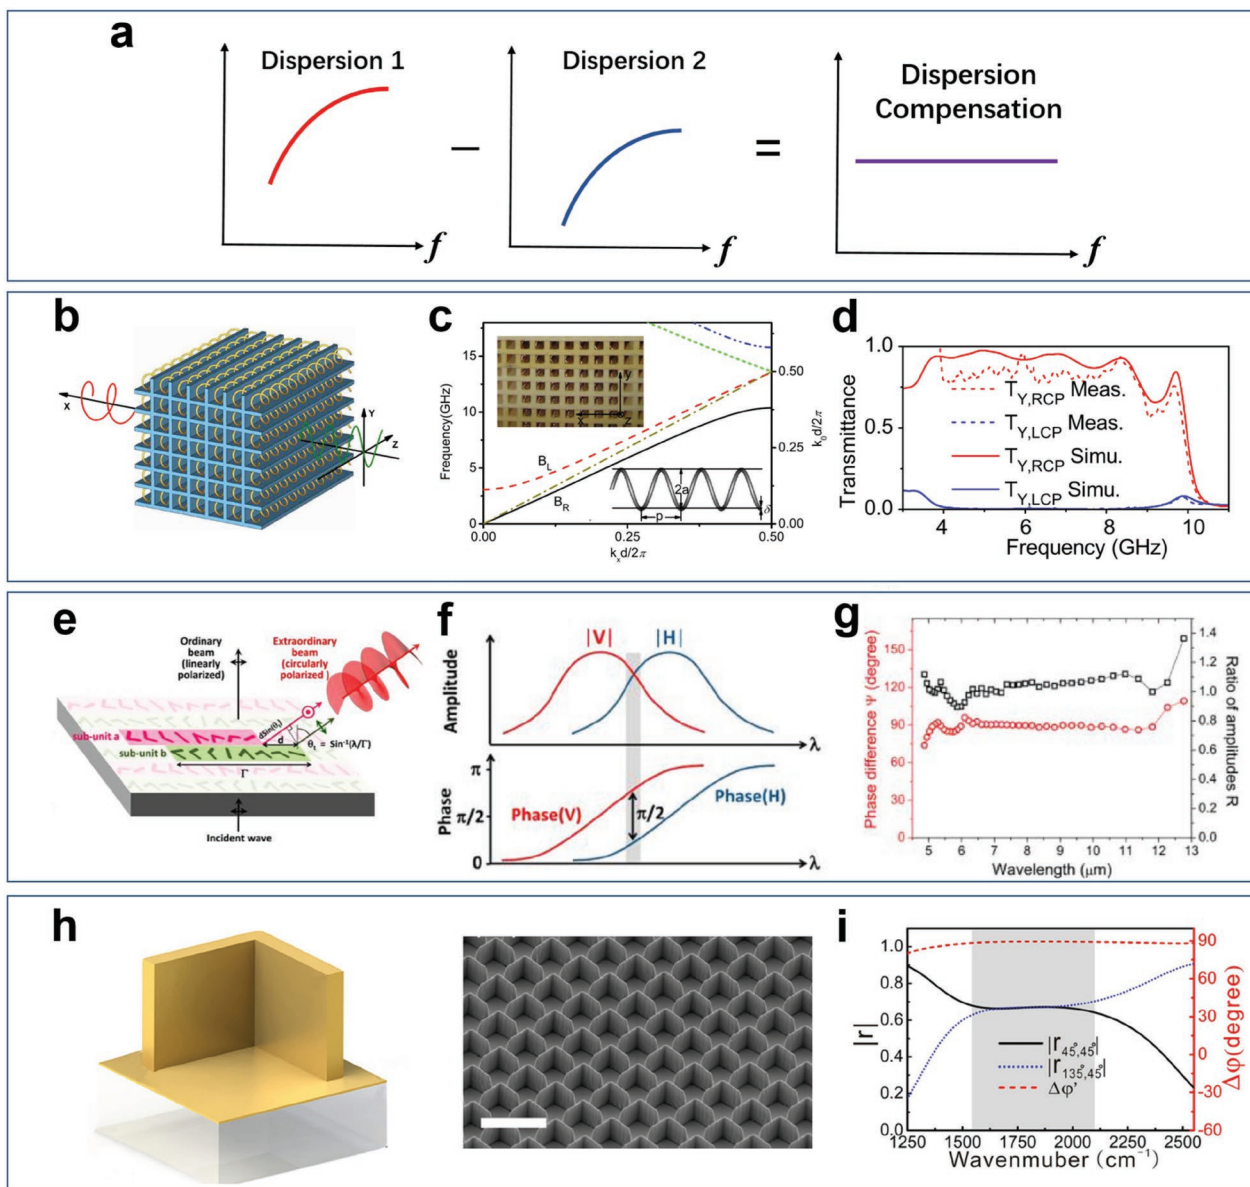 a
Dispersion 1
f
Dispersion 2
f
Dispersion
Compensation
f
b
X
Y
Z
c
Frequency(GHz)
15
10
5
0
0.00
0.25
0.50
kₓd/2π
0.50
0.25
0.00
k₀d/2π
B_L
B_R
y
x
z
2a
p
δ
d
Transmittance
1.0
0.5
0.0
T_Y,RCP Meas.
T_Y,LCP Meas.
T_Y,RCP Simu.
T_Y,LCP Simu.
4
6
8
10
Frequency (GHz)
e
Ordinary
beam
(linearly
polarized)
Extraordinary
beam
(circularly
polarized )
sub-unit a
sub-unit b
dSin(θₜ)
d
θₜ = Sin⁻¹(λ/Γ)
Γ
Incident wave
f
Amplitude
|V|
|H|
λ
Phase
π
π/2
0
Phase(V)
π/2
Phase(H)
λ
g
Phase difference Ψ (degree)
150
120
90
60
30
0
1.4
1.2
1.0
0.8
0.6
0.4
0.2
0.0
Ratio of amplitudes R
5 6 7 8 9 10 11 12 13
Wavelength (μm)
h
i
|r|
1.0
0.8
0.6
0.4
0.2
0.0
|r45°,45°|
|r135°,45°|
Δφ'
90
60
30
0
-30
-60
Δφ(degree)
1250 1500 1750 2000 2250 2500
Wavenmuber (cm⁻¹)